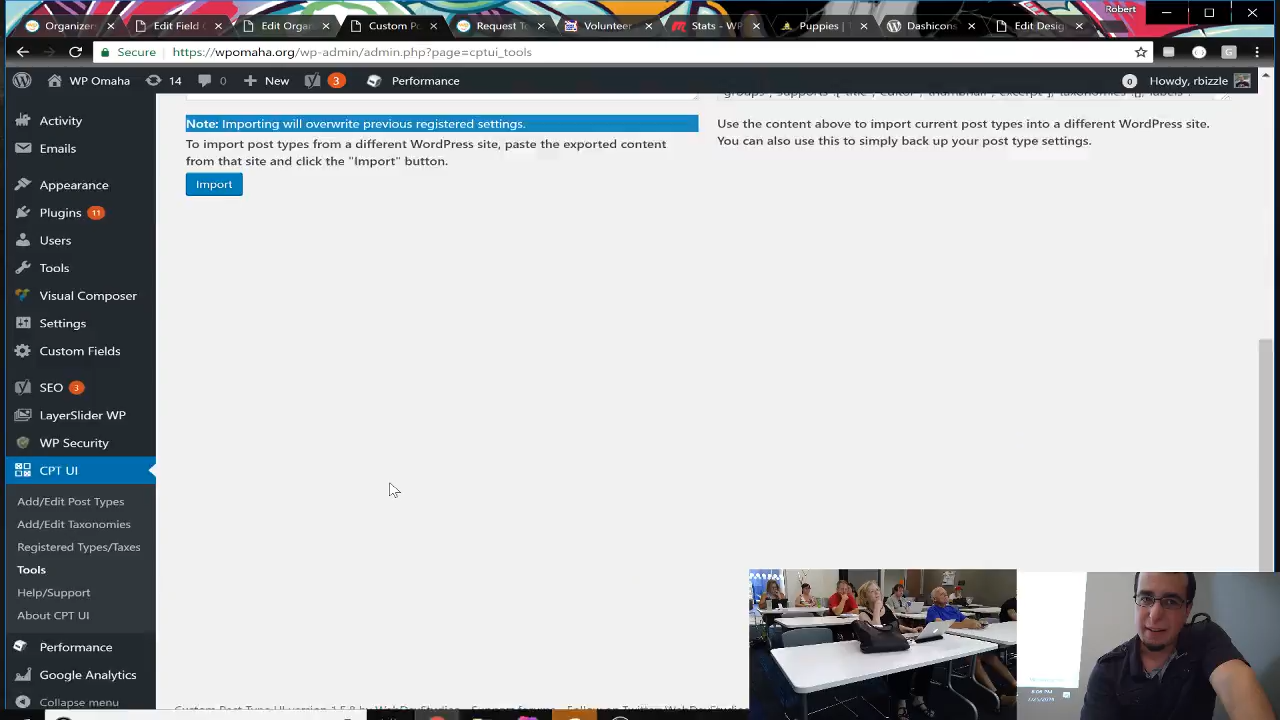 Robert
Organizer
Edit Field
Edit Organ
Custom Po
Request To
Volunteer
Stats - WP
Puppies |
Dashicons
Edit Desig
Secure
https://wpomaha.org/wp-admin/admin.php?page=cptui_tools
WP Omaha
14
0
New
3
Performance
0
Howdy, rbizzle
Activity
Emails
Appearance
Plugins 11
Users
Tools
Visual Composer
Settings
Custom Fields
SEO 3
LayerSlider WP
WP Security
CPT UI
Add/Edit Post Types
Add/Edit Taxonomies
Registered Types/Taxes
Tools
Help/Support
About CPT UI
Performance
Google Analytics
Collapse menu
Note: Importing will overwrite previous registered settings.
To import post types from a different WordPress site, paste the exported content
from that site and click the "Import" button.
Import
Use the content above to import current post types into a different WordPress site.
You can also use this to simply back up your post type settings.